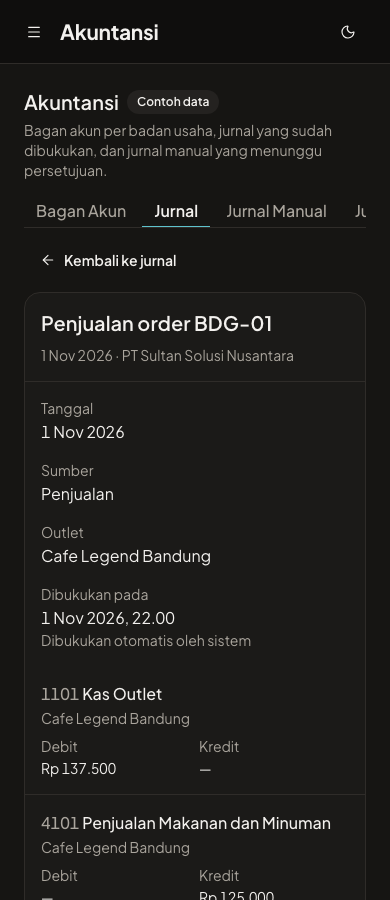 Akuntansi
Akuntansi
Contoh data
Bagan akun per badan usaha, jurnal yang sudah
dibukukan, dan jurnal manual yang menunggu
persetujuan.
Bagan Akun
Jurnal
Jurnal Manual
Ju
Kembali ke jurnal
Penjualan order BDG-01
1 Nov 2026 · PT Sultan Solusi Nusantara
Tanggal
1 Nov 2026
Sumber
Penjualan
Outlet
Cafe Legend Bandung
Dibukukan pada
1 Nov 2026, 22.00
Dibukukan otomatis oleh sistem
1101 Kas Outlet
Cafe Legend Bandung
Debit Kredit
Rp 137.500 —
4101 Penjualan Makanan dan Minuman
Cafe Legend Bandung
Debit Kredit
— Rp 125.000